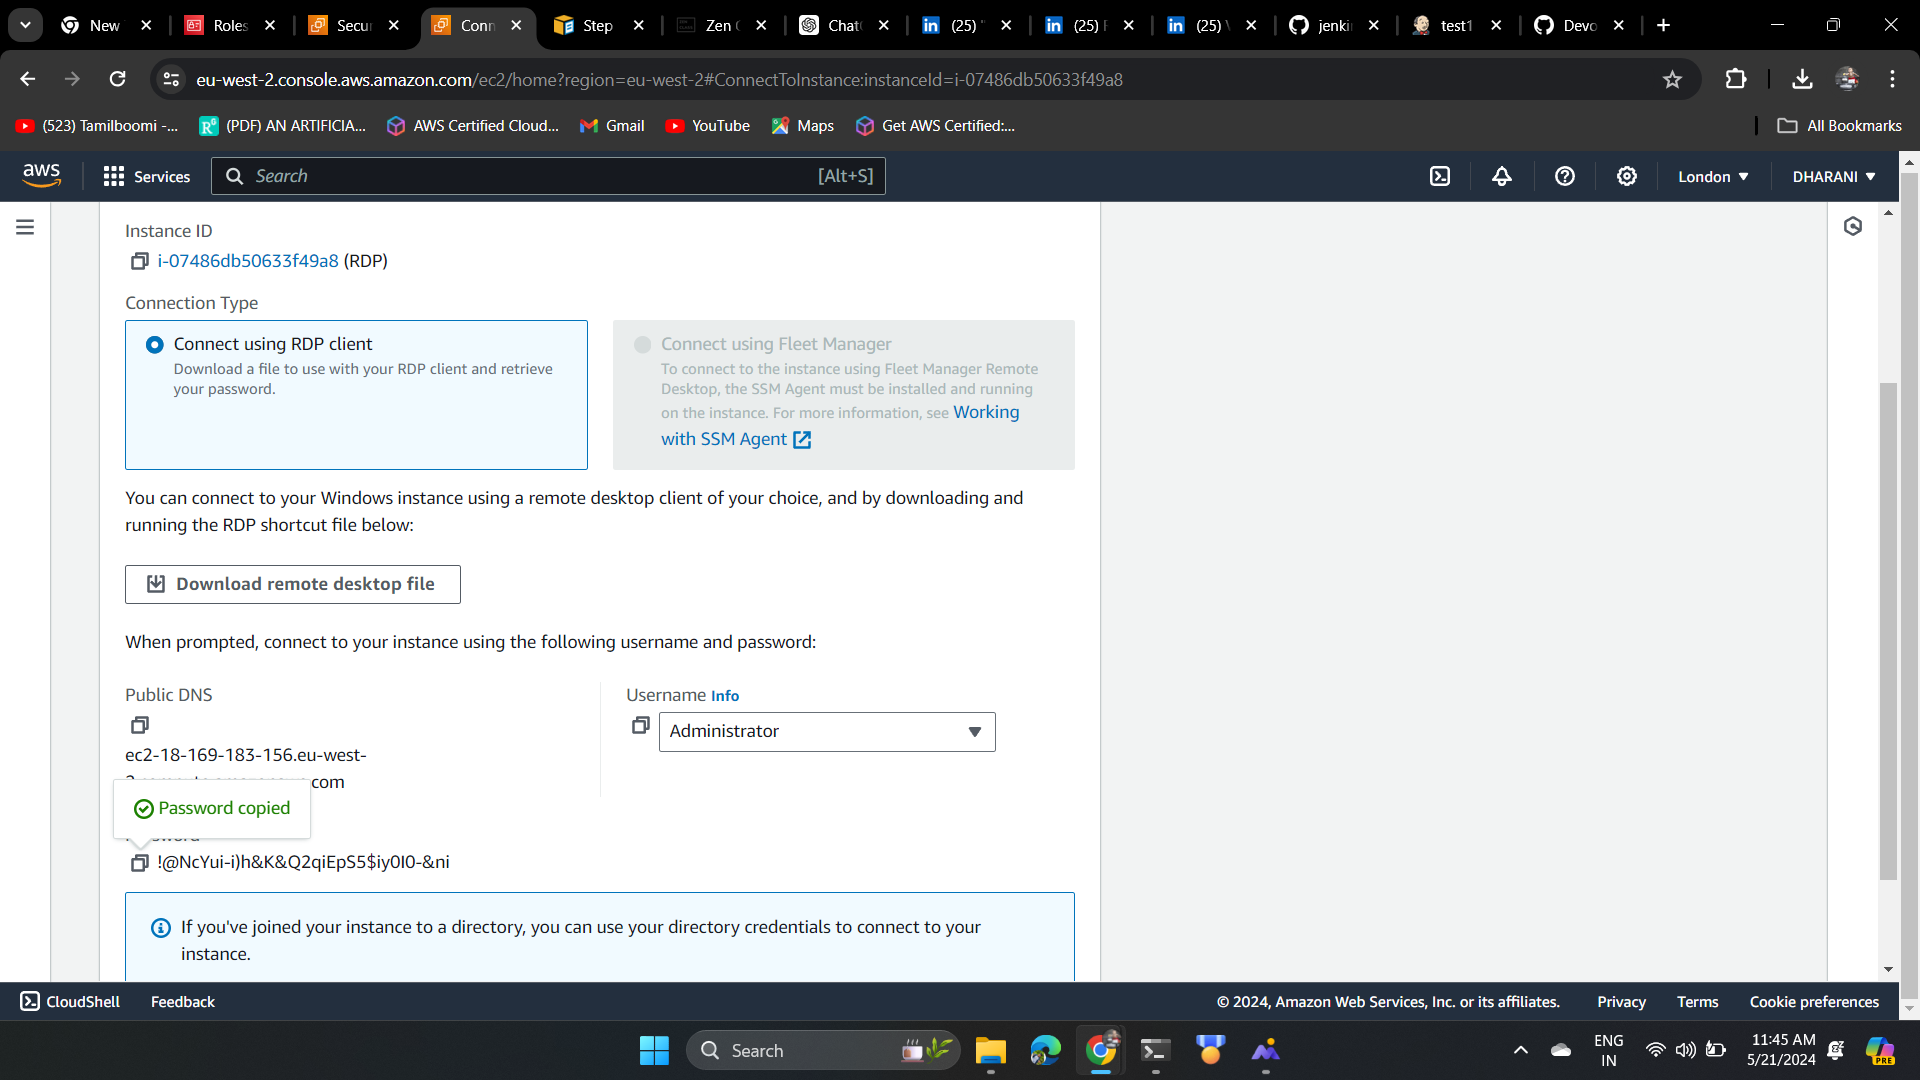 New
Roles
Secur
Conn
Step
Zen C
ChatG
(25) "
(25) F
(25) V
jenki
test1
Devo
eu-west-2.console.aws.amazon.com/ec2/home?region=eu-west-2#ConnectToInstance:instanceId=i-07486db50633f49a8
(523) Tamilboomi -...
(PDF) AN ARTIFICIA...
AWS Certified Cloud...
Gmail
YouTube
Maps
Get AWS Certified:...
All Bookmarks
aws
Services
Search
[Alt+S]
London
DHARANI
Instance ID
i-07486db50633f49a8 (RDP)
Connection Type
Connect using RDP client
Download a file to use with your RDP client and retrieve
your password.
Connect using Fleet Manager
To connect to the instance using Fleet Manager Remote
Desktop, the SSM Agent must be installed and running
on the instance. For more information, see Working
with SSM Agent
You can connect to your Windows instance using a remote desktop client of your choice, and by downloading and
running the RDP shortcut file below:
Download remote desktop file
When prompted, connect to your instance using the following username and password:
Public DNS
ec2-18-169-183-156.eu-west-
com
Username Info
Administrator
Password copied
!@NcYui-i)h&K&Q2qiEpS5$iy0I0-&ni
If you've joined your instance to a directory, you can use your directory credentials to connect to your
instance.
CloudShell
Feedback
© 2024, Amazon Web Services, Inc. or its affiliates.
Privacy
Terms
Cookie preferences
Search
ENG
IN
11:45 AM
5/21/2024
PRE